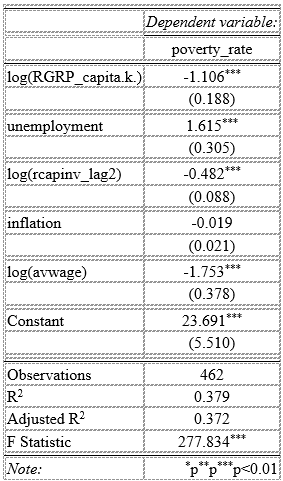 Dependent variable:
poverty_rate
log(RGRP_capita.k.) -1.106***
(0.188)
unemployment 1.615***
(0.305)
log(rcapinv_lag2) -0.482***
(0.088)
inflation -0.019
(0.021)
log(avwage) -1.753***
(0.378)
Constant 23.691***
(5.510)
Observations 462
R2 0.379
Adjusted R2 0.372
F Statistic 277.834***
Note: *p**p***p<0.01